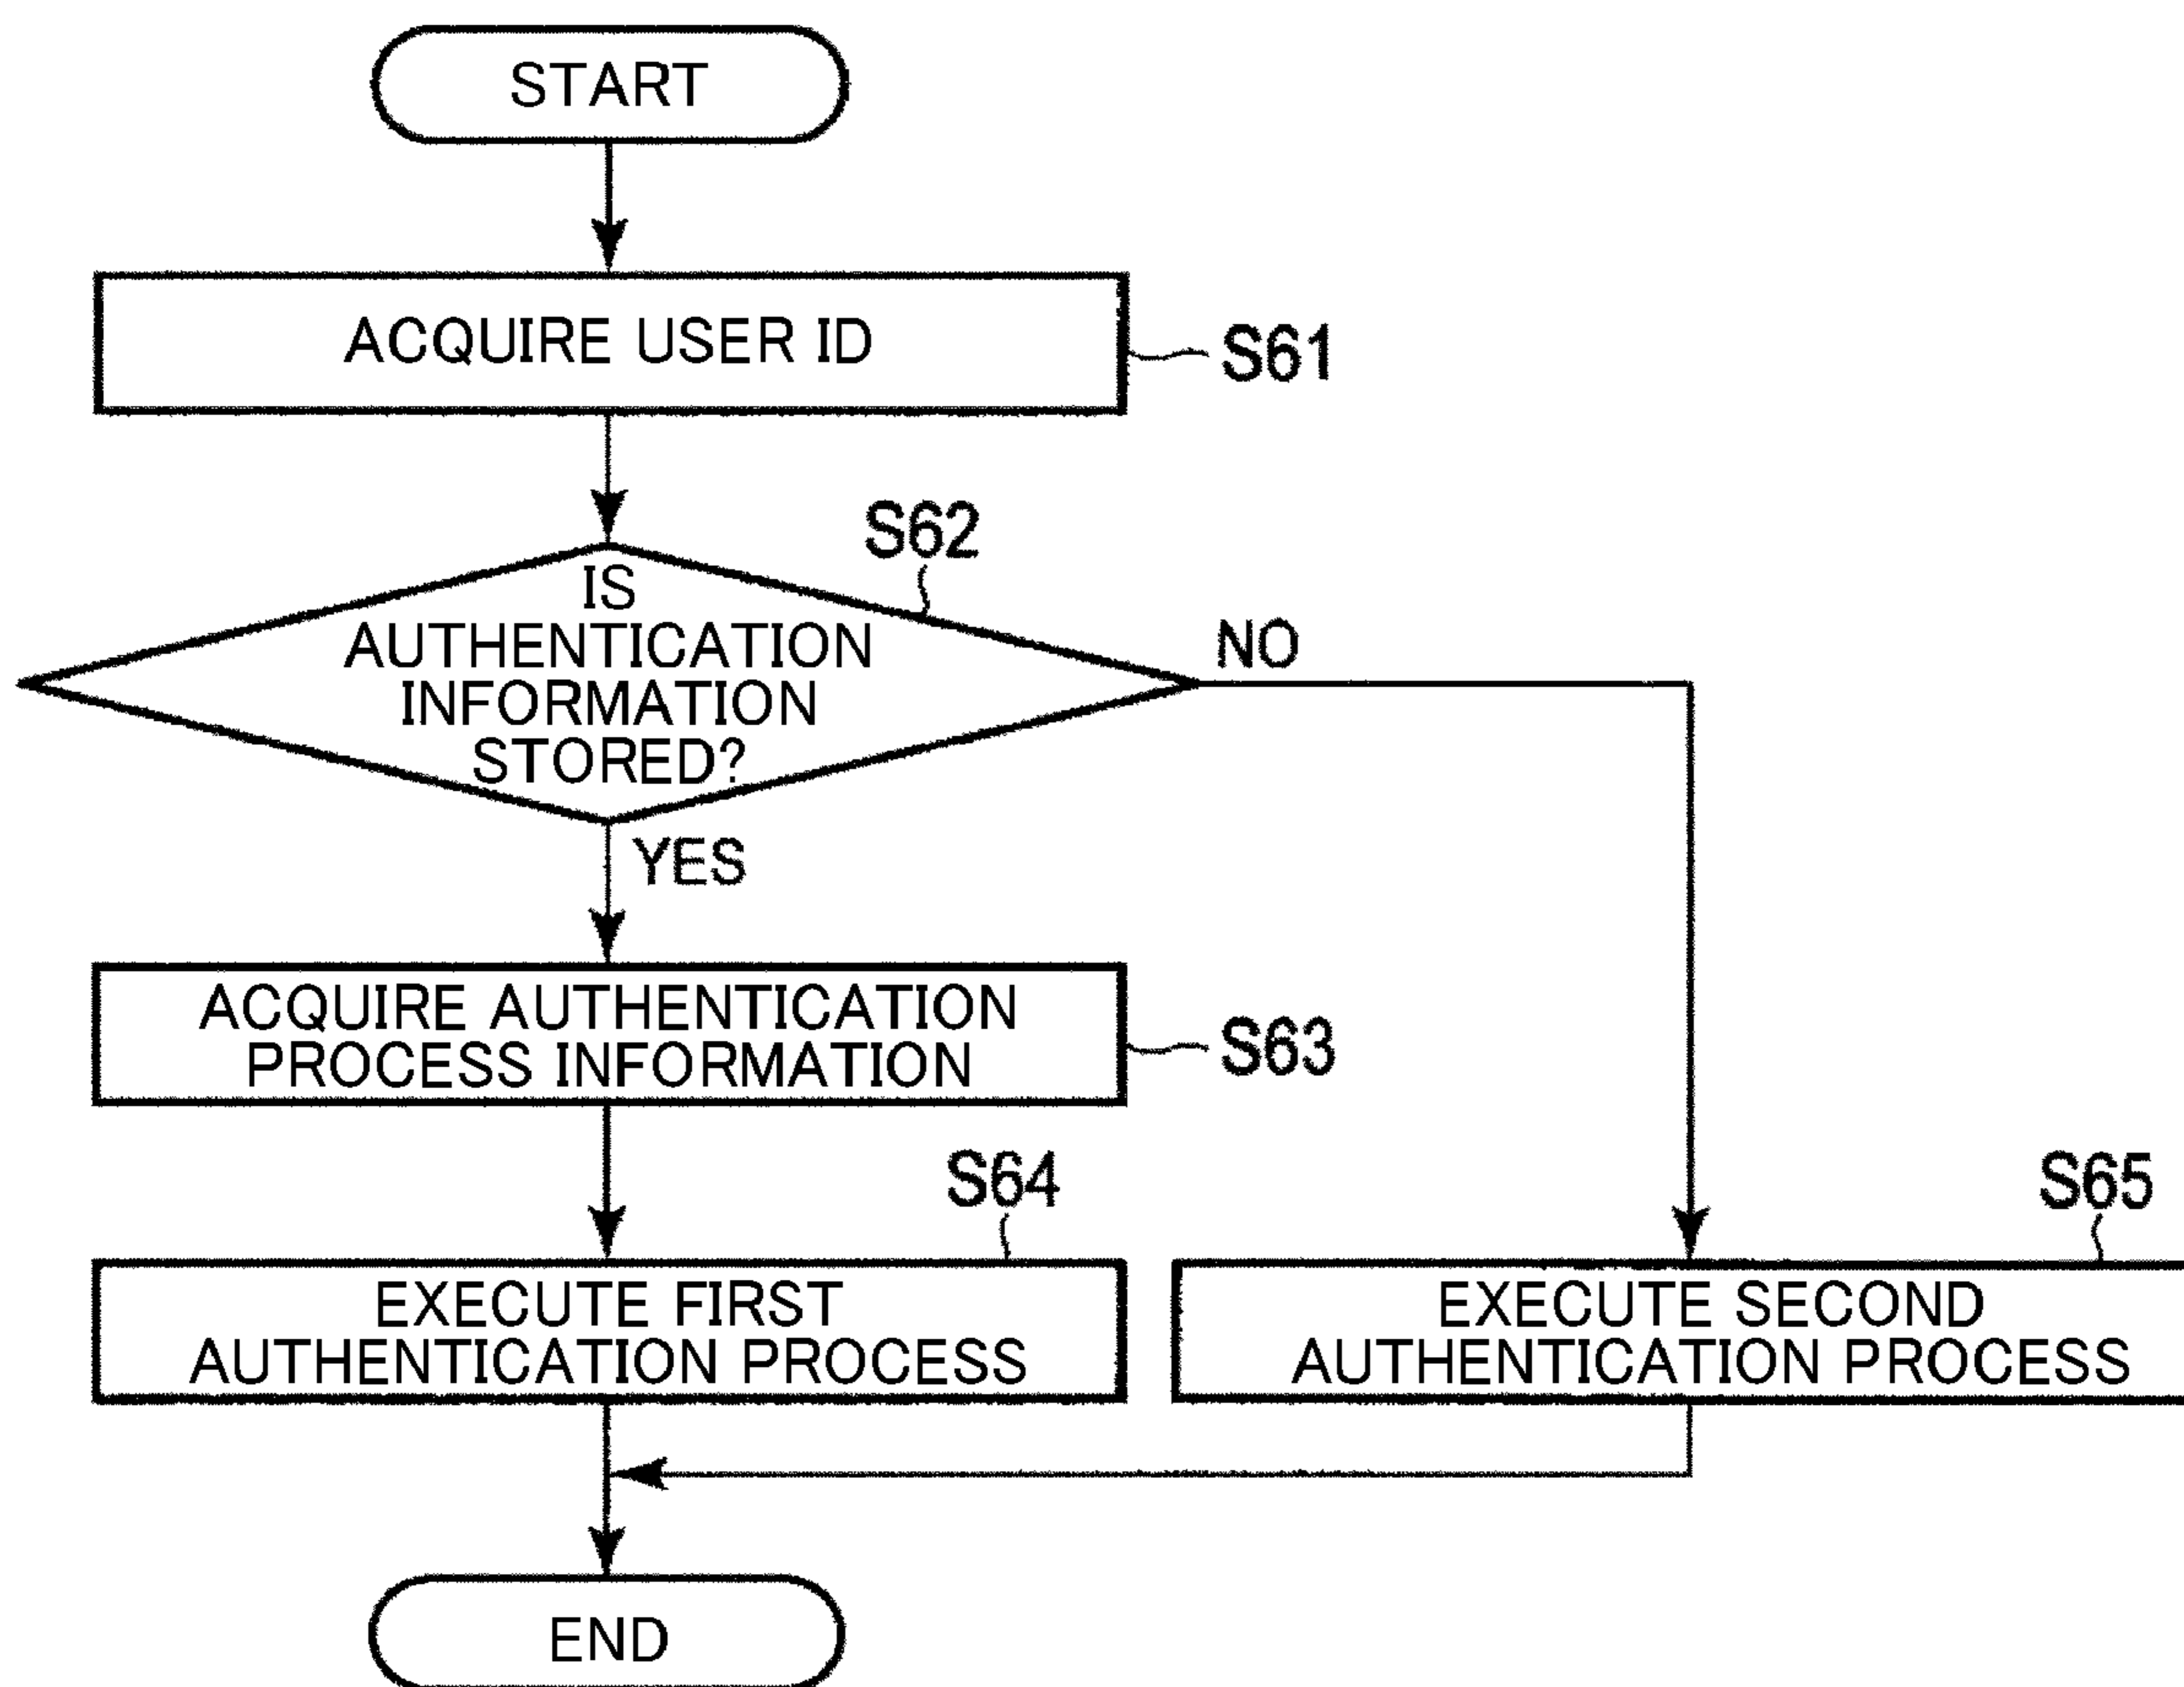 START
ACQUIRE USER ID
S61
S62
IS
AUTHENTICATION
INFORMATION
STORED?
NO
YES
ACQUIRE AUTHENTICATION
PROCESS INFORMATION
S63
S64
EXECUTE FIRST
AUTHENTICATION PROCESS
S65
EXECUTE SECOND
AUTHENTICATION PROCESS
END